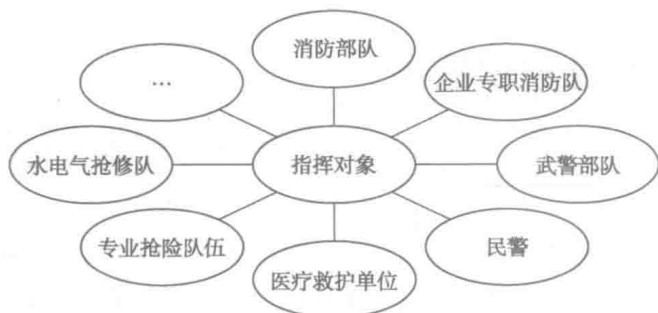 消防部队
…
企业专职消防队
水电气抢修队
指挥对象
武警部队
专业抢险队伍
民警
医疗救护单位